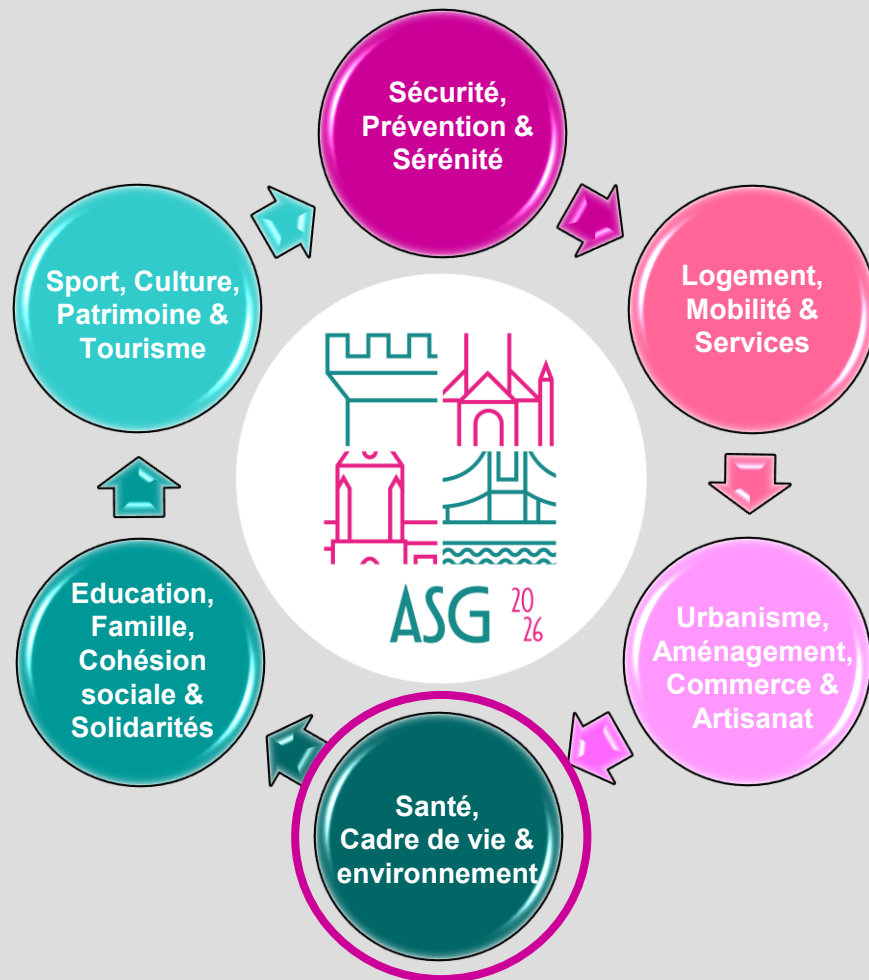 Sécurité,
Prévention &
Sérénité
Logement,
Mobilité &
Services
Urbanisme,
Aménagement,
Commerce &
Artisanat
Santé,
Cadre de vie &
environnement
Education,
Famille,
Cohésion
sociale &
Solidarités
Sport, Culture,
Patrimoine &
Tourisme
ASG 20
26